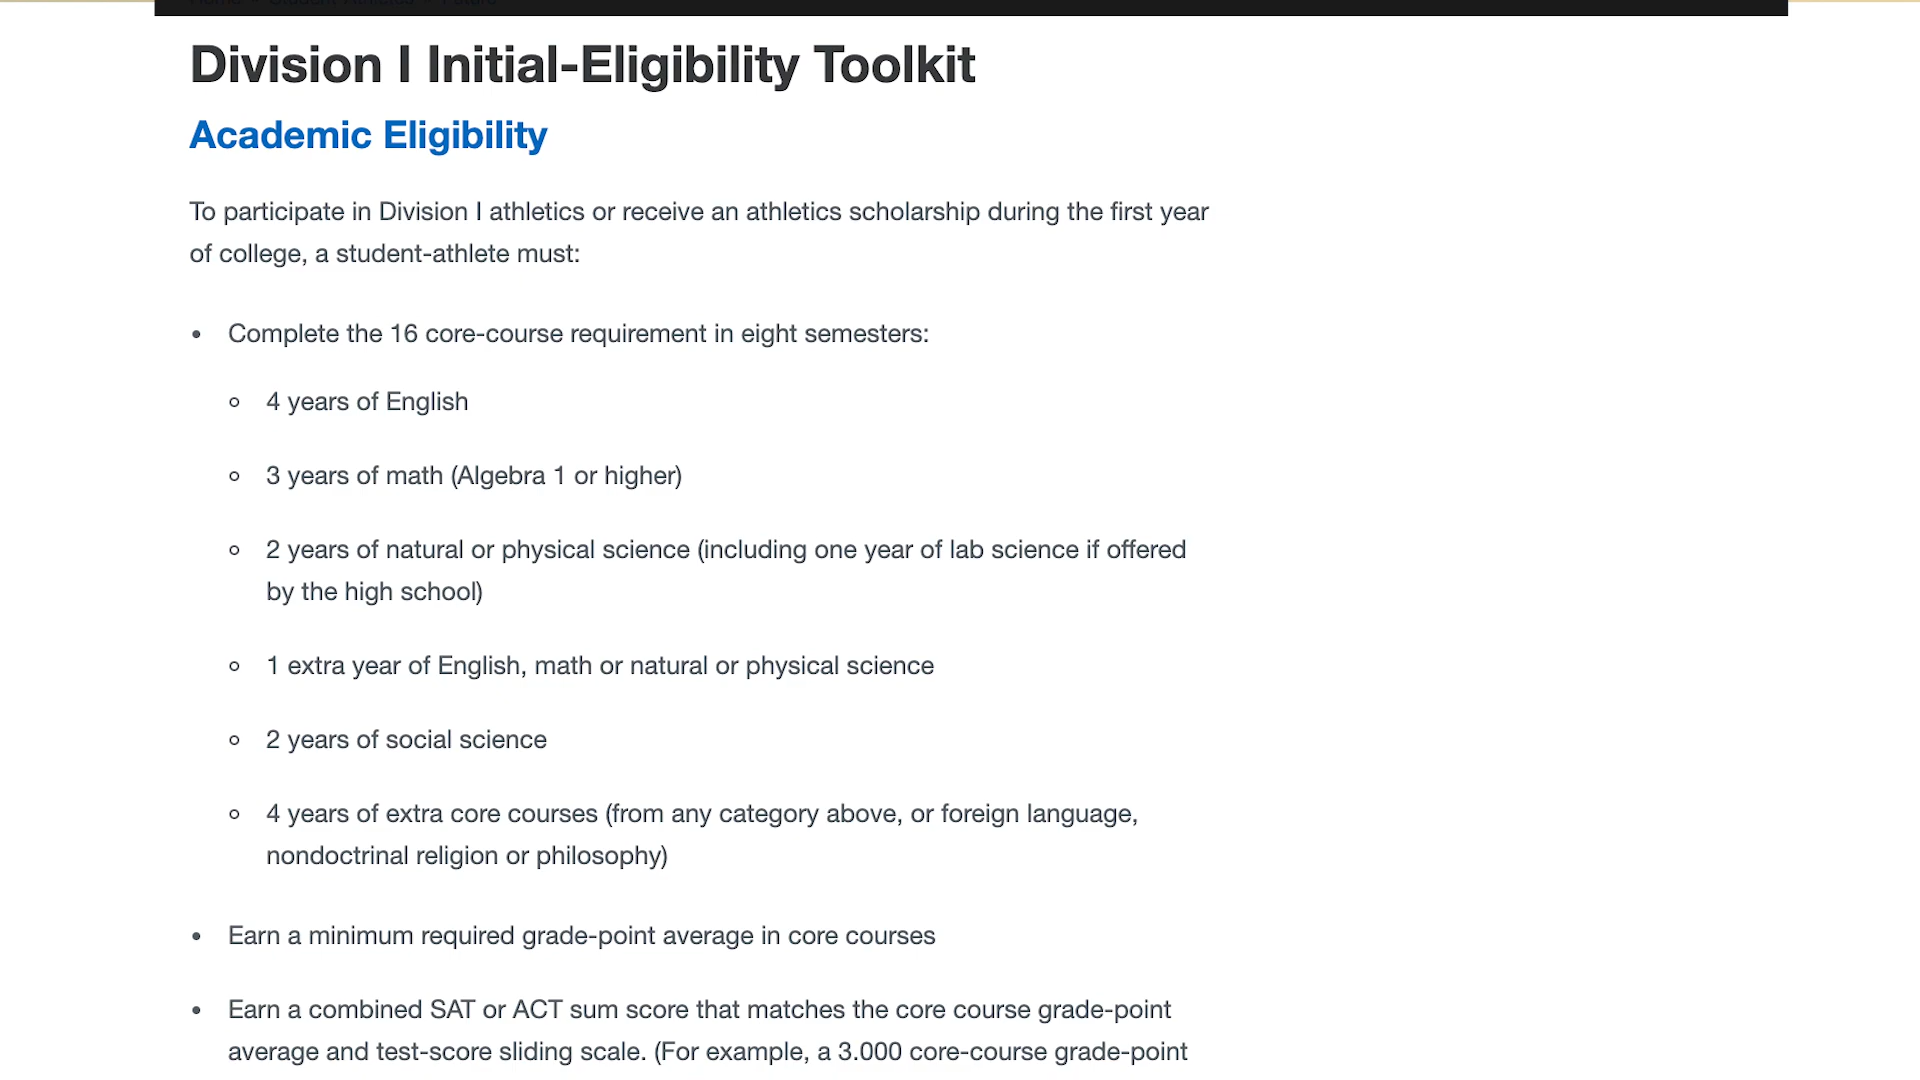 Division I Initial-Eligibility Toolkit
Academic Eligibility
To participate in Division I athletics or receive an athletics scholarship during the first year
of college, a student-athlete must:
• Complete the 16 core-course requirement in eight semesters:
4 years of English
3 years of math (Algebra 1 or higher)
2 years of natural or physical science (including one year of lab science if offered
by the high school)
1 extra year of English, math or natural or physical science
2 years of social science
4 years of extra core courses (from any category above, or foreign language,
nondoctrinal religion or philosophy)
• Earn a minimum required grade-point average in core courses
• Earn a combined SAT or ACT sum score that matches the core course grade-point
average and test-score sliding scale. (For example, a 3.000 core-course grade-point